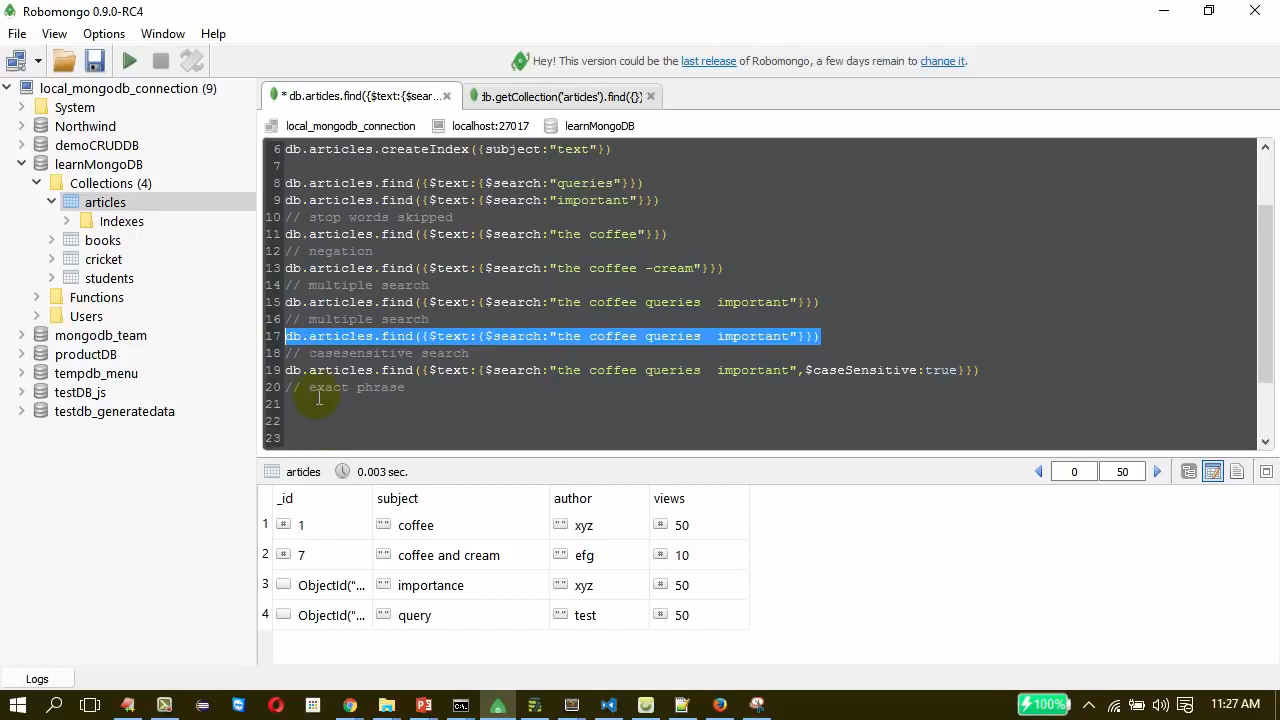 Robomongo 0.9.0-RC4
File View Options Window Help
Hey! This version could be the last release of Robomongo, a few days remain to change it.
local_mongodb_connection (9)
System
Northwind
demoCRUDDB
learnMongoDB
Collections (4)
articles
Indexes
books
cricket
students
Functions
Users
mongodb_team
productDB
tempdb_menu
testDB_js
testdb_generatedata
* db.articles.find({$text:{$sear...
db.getCollection('articles').find({})
local_mongodb_connection localhost:27017 learnMongoDB
6 db.articles.createIndex({subject:"text"})
7
8 db.articles.find({$text:{$search:"queries"}})
9 db.articles.find({$text:{$search:"important"}})
10 // stop words skipped
11 db.articles.find({$text:{$search:"the coffee"}})
12 // negation
13 db.articles.find({$text:{$search:"the coffee -cream"}})
14 // multiple search
15 db.articles.find({$text:{$search:"the coffee queries  important"}})
16 // multiple search
17 db.articles.find({$text:{$search:"the coffee queries  important"}})
18 // casesensitive search
19 db.articles.find({$text:{$search:"the coffee queries  important",$caseSensitive:true}})
20 // exact phrase
21
22
23
articles 0.003 sec. 0 50
_id subject author views
1 # 1 "" coffee "" xyz # 50
2 # 7 "" coffee and cream "" efg # 10
3 ObjectId("... "" importance "" xyz # 50
4 ObjectId("... "" query "" test # 50
Logs
100% 11:27 AM